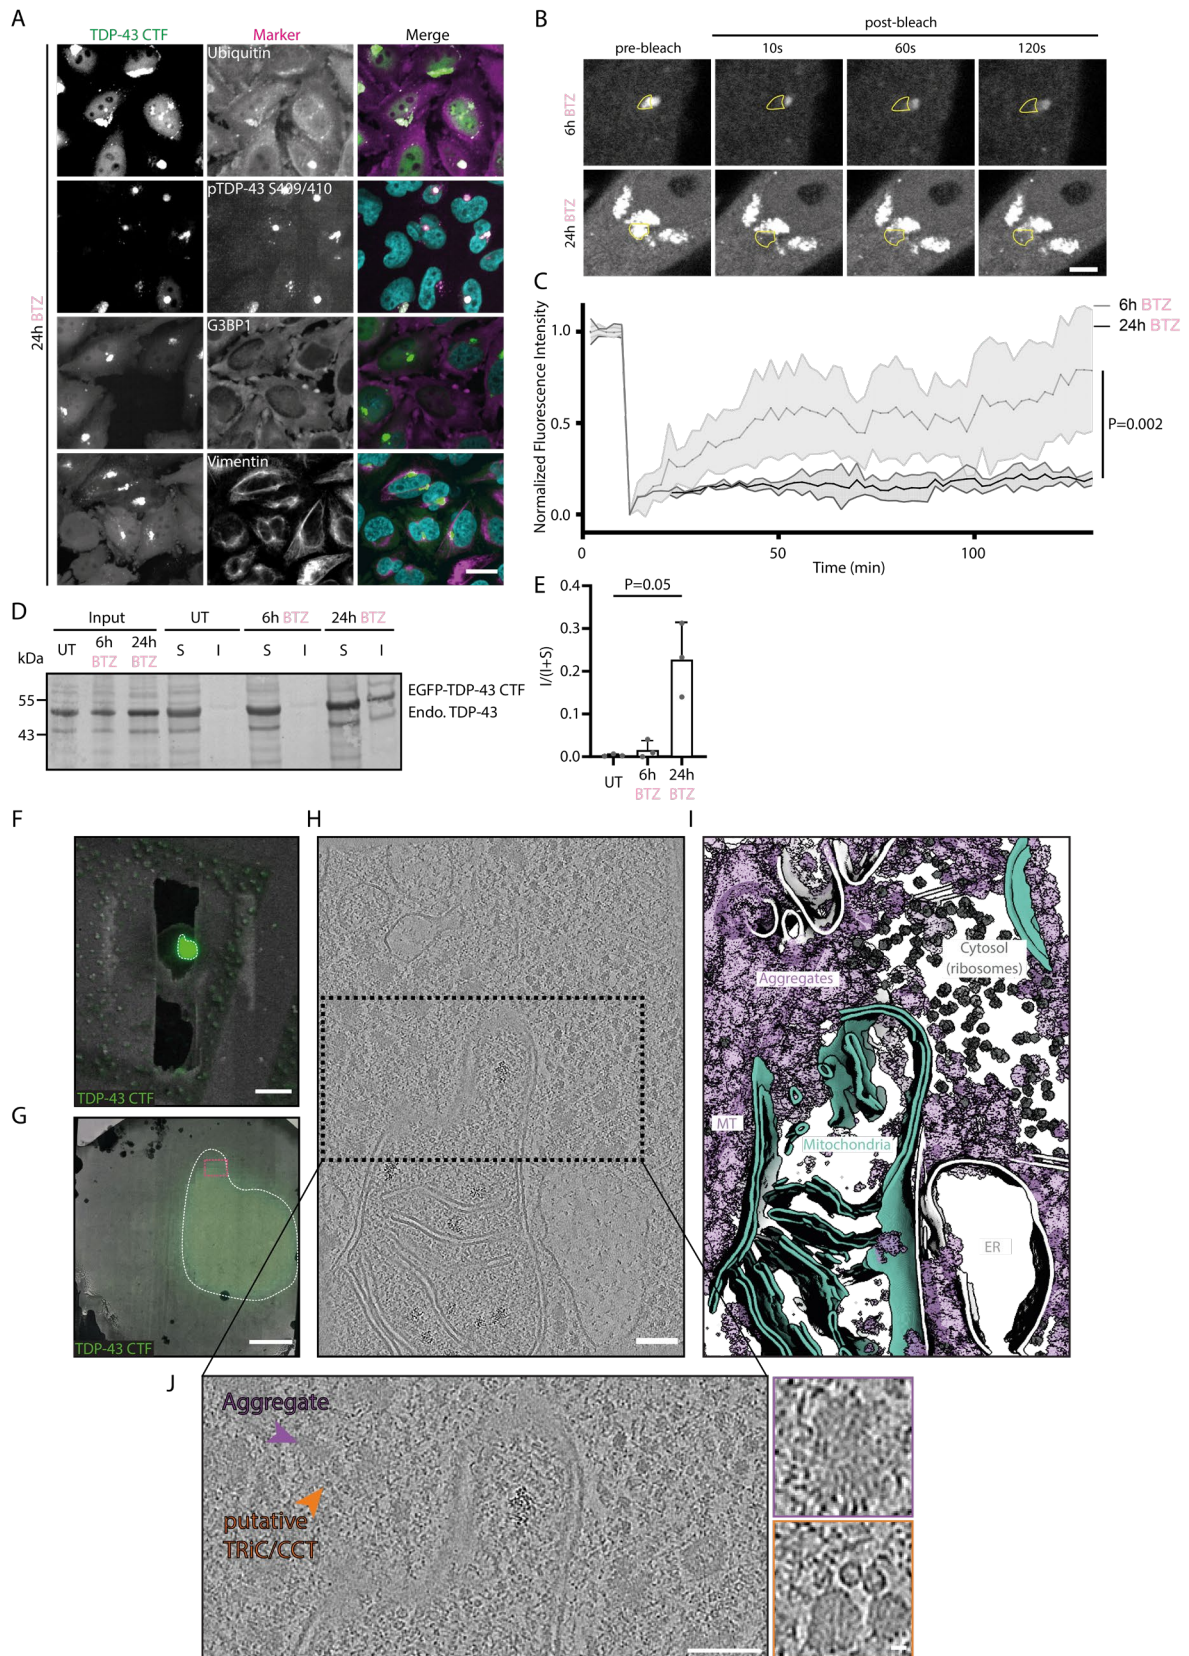 A
TDP-43 CTF
Marker
Merge
Ubiquitin
pTDP-43 S409/410
G3BP1
Vimentin
24h BTZ
B
post-bleach
pre-bleach
10s
60s
120s
6h BTZ
24h BTZ
C
Normalized Fluorescence Intensity
1.0
0.5
0.0
0
50
100
Time (min)
6h BTZ
24h BTZ
P=0.002
D
Input
UT
6h BTZ
24h BTZ
kDa
UT
6h
BTZ
24h
BTZ
S
I
S
I
S
I
55
43
EGFP-TDP-43 CTF
Endo. TDP-43
E
P=0.05
I/(I+S)
0.4
0.3
0.2
0.1
0.0
UT
6h
BTZ
24h
BTZ
F
TDP-43 CTF
G
TDP-43 CTF
H
I
Aggregates
Cytosol
(ribosomes)
MT
Mitochondria
ER
J
Aggregate
putative
TRiC/CCT